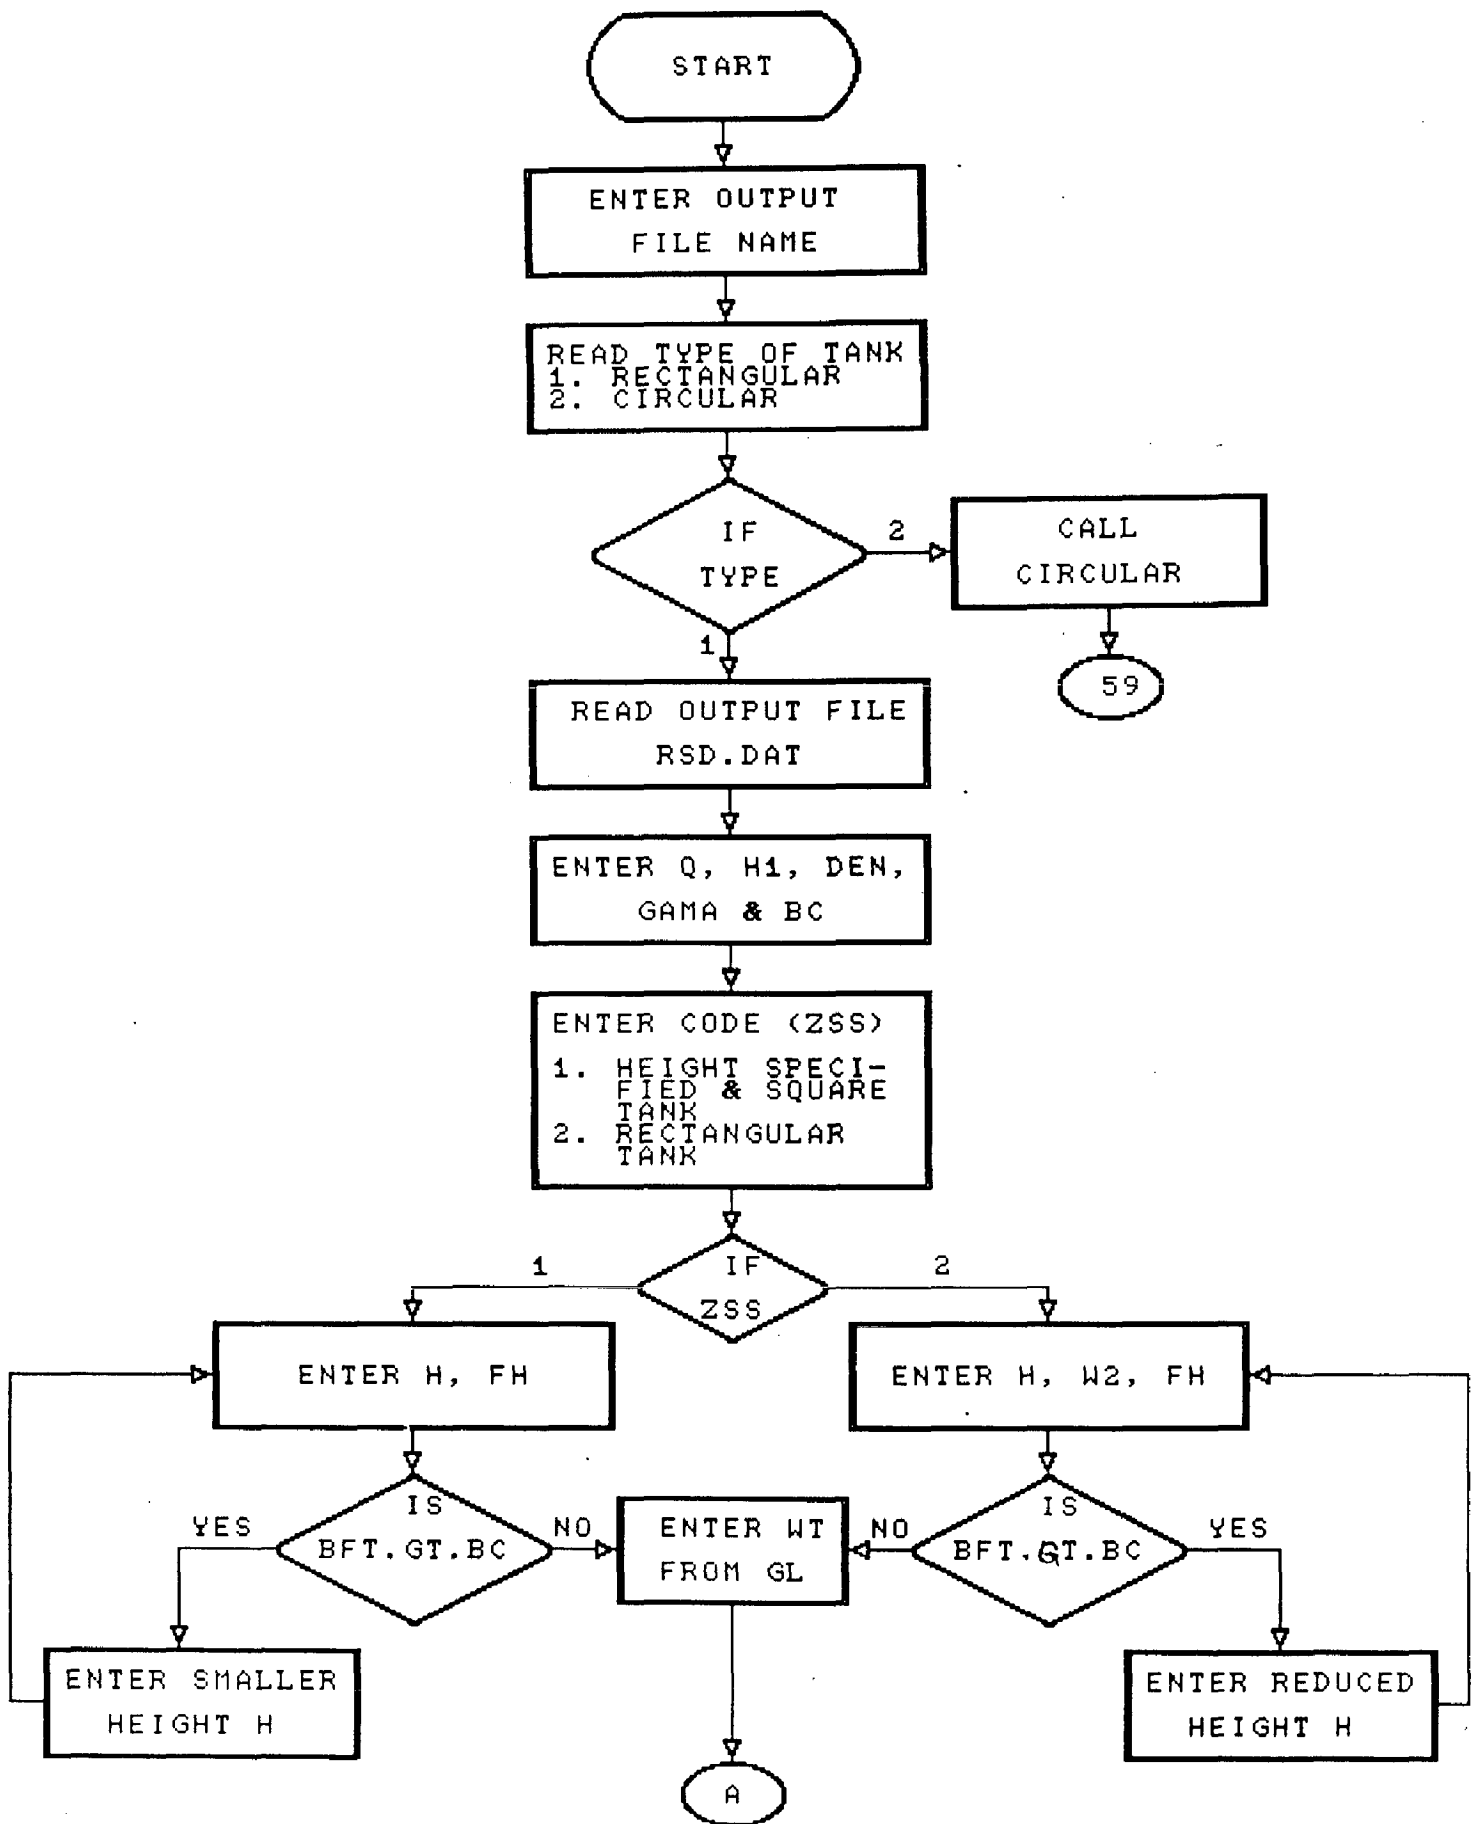 START
ENTER OUTPUT
FILE NAME
READ TYPE OF TANK
1. RECTANGULAR
2. CIRCULAR
IF
TYPE
2
CALL
CIRCULAR
59
1
READ OUTPUT FILE
RSD.DAT
ENTER Q, H1, DEN,
GAMA & BC
ENTER CODE (ZSS)
1. HEIGHT SPECI-
FIED & SQUARE
TANK
2. RECTANGULAR
TANK
IF
ZSS
1
2
ENTER H, FH
ENTER H, W2, FH
IS
BFT.GT.BC
YES
NO
ENTER WT
FROM GL
NO
IS
BFT.GT.BC
YES
ENTER SMALLER
HEIGHT H
ENTER REDUCED
HEIGHT H
A